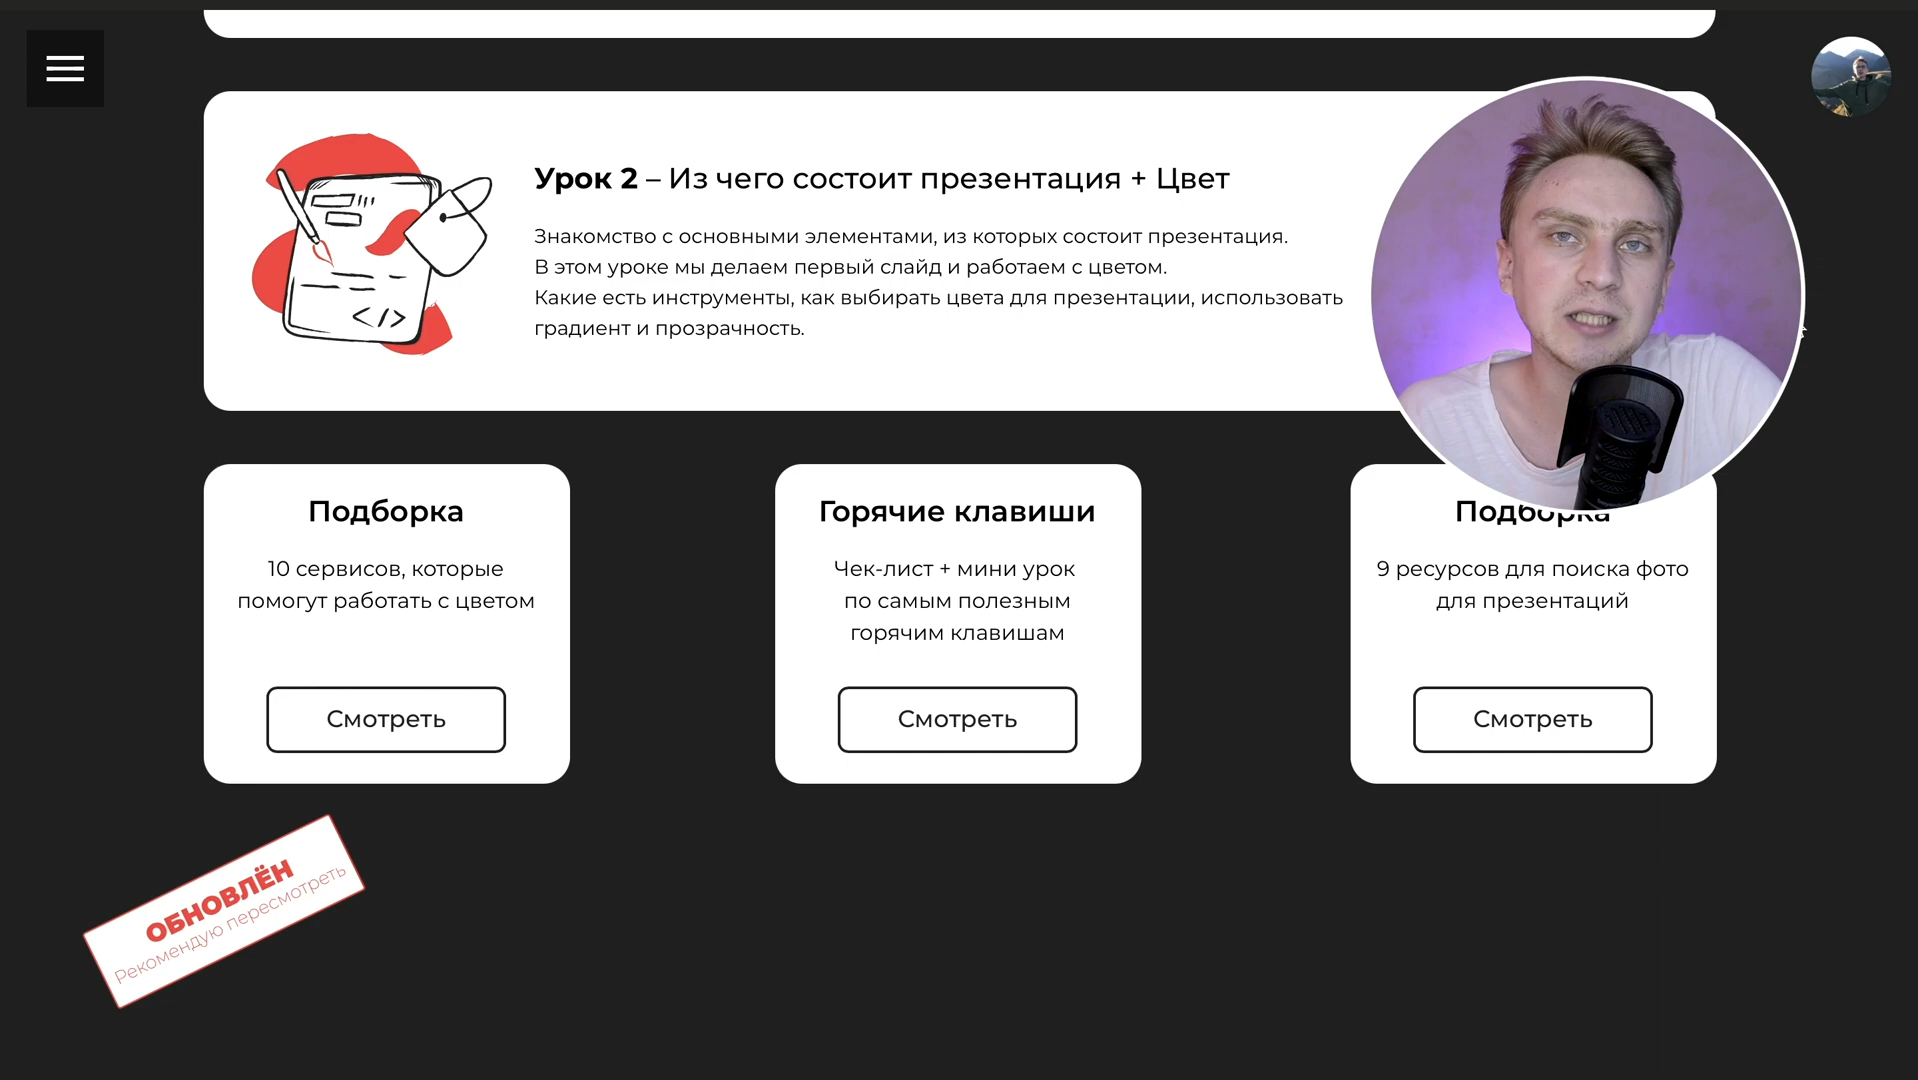 Урок 2 – Из чего состоит презентация + Цвет
Знакомство с основными элементами, из которых состоит презентация.
В этом уроке мы делаем первый слайд и работаем с цветом.
Какие есть инструменты, как выбирать цвета для презентации, использовать
градиент и прозрачность.
</>
Подборка
10 сервисов, которые
помогут работать с цветом
Смотреть
Горячие клавиши
Чек-лист + мини урок
по самым полезным
горячим клавишам
Смотреть
Подборка
9 ресурсов для поиска фото
для презентаций
Смотреть
ОБНОВЛЁН
Рекомендую пересмотреть